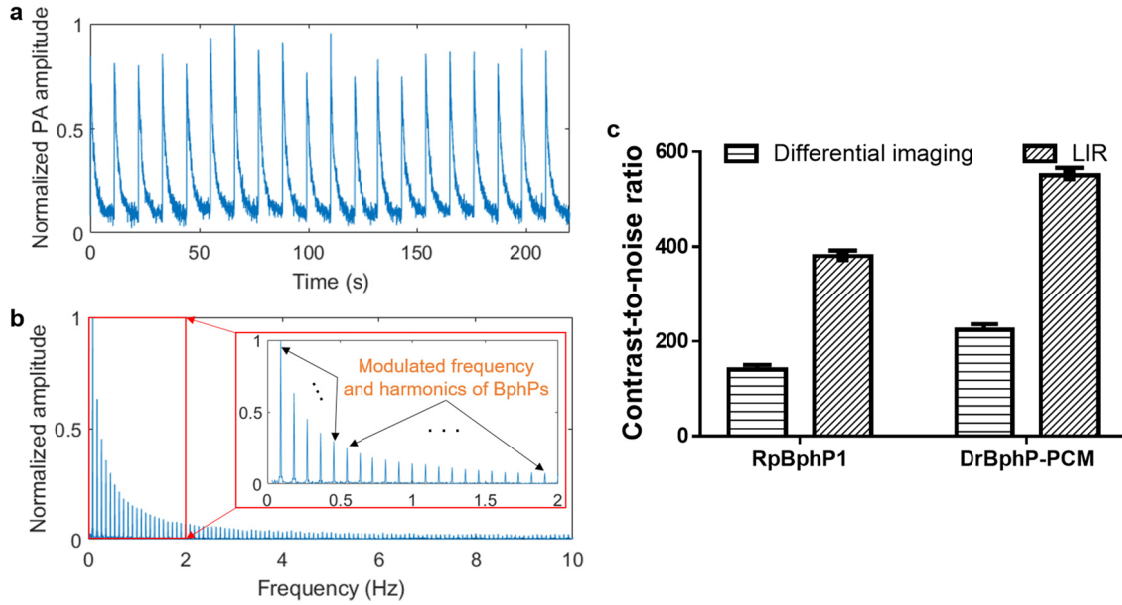 a
Normalized PA amplitude
1
0.5
0
0 50 100 150 200
Time (s)
b
Normalized amplitude
1
0.5
0
0 2 4 6 8 10
Frequency (Hz)
1
0.5
0
0 0.5 1 1.5 2
Modulated frequency
and harmonics of BphPs
c
Contrast-to-noise ratio
600
400
200
0
Differential imaging LIR
RpBphP1 DrBphP-PCM